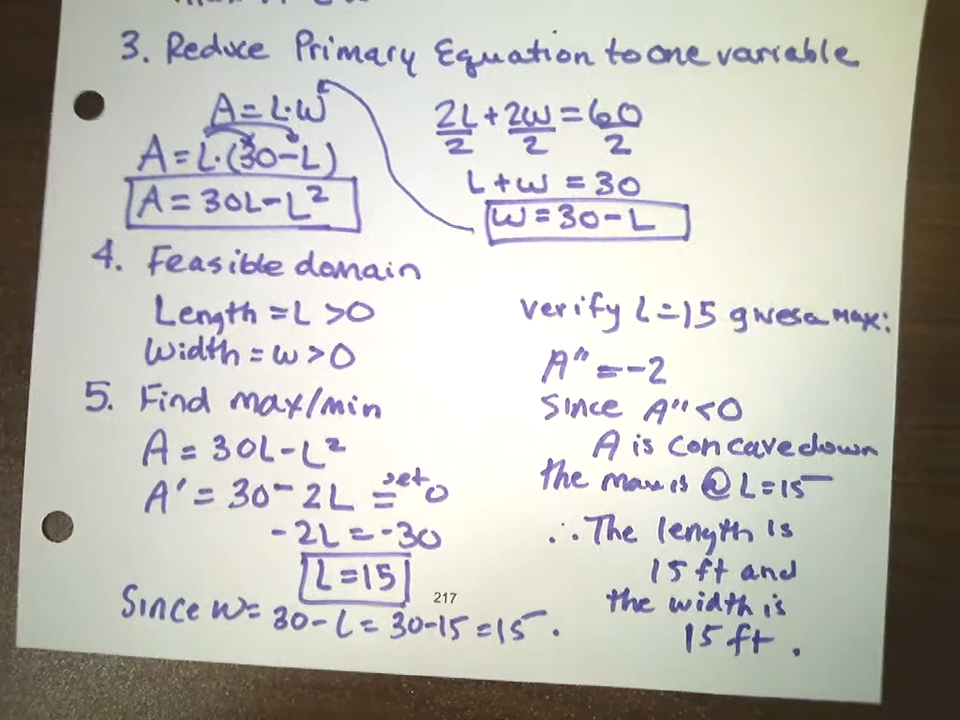 3. Reduce Primary Equation to one variable
A = L·W
A = L·(30-L)
A = 30L - L²
2L + 2W = 60
2 2 2
L + W = 30
W = 30 - L
4. Feasible domain
Length = L > 0
Width = W > 0
5. Find max/min
A = 30L - L²
A' = 30 - 2L = set 0
-2L = -30
L = 15
Since W = 30 - L = 30 - 15 = 15.
217
verify L = 15 gives a max:
A" = -2
Since A" < 0
A is concave down
the max is @ L = 15
∴ The length is
15 ft and
the width is
15 ft.